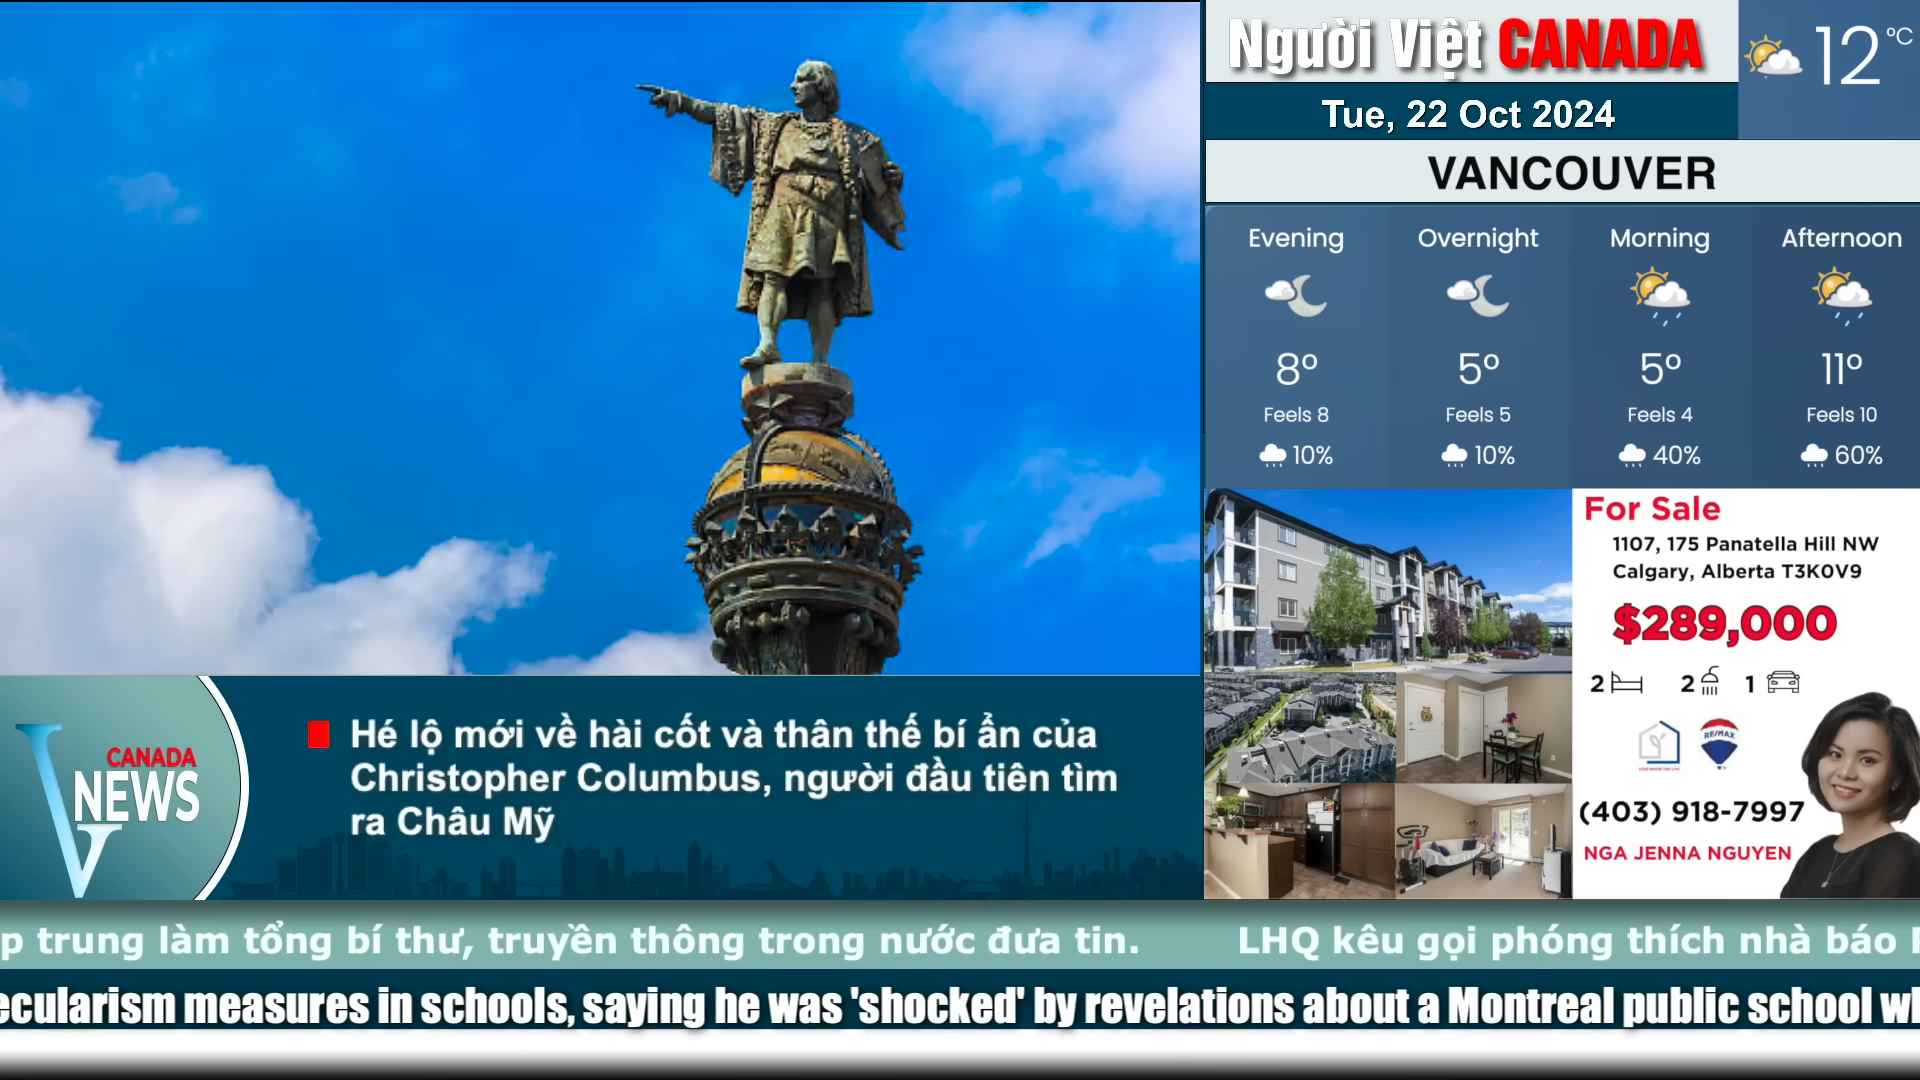 Người Việt CANADA
12 °C
Tue, 22 Oct 2024
VANCOUVER
Evening Overnight Morning Afternoon
8° 5° 5° 11°
Feels 8 Feels 5 Feels 4 Feels 10
10% 10% 40% 60%
For Sale
1107, 175 Panatella Hill NW
Calgary, Alberta T3K0V9
$289,000
2 2 1
RE/MAX
(403) 918-7997
NGA JENNA NGUYEN
V CANADA
NEWS
Hé lộ mới về hài cốt và thân thế bí ẩn của
Christopher Columbus, người đầu tiên tìm
ra Châu Mỹ
p trung làm tổng bí thư, truyền thông trong nước đưa tin. LHQ kêu gọi phóng thích nhà báo
ecularism measures in schools, saying he was 'shocked' by revelations about a Montreal public school w